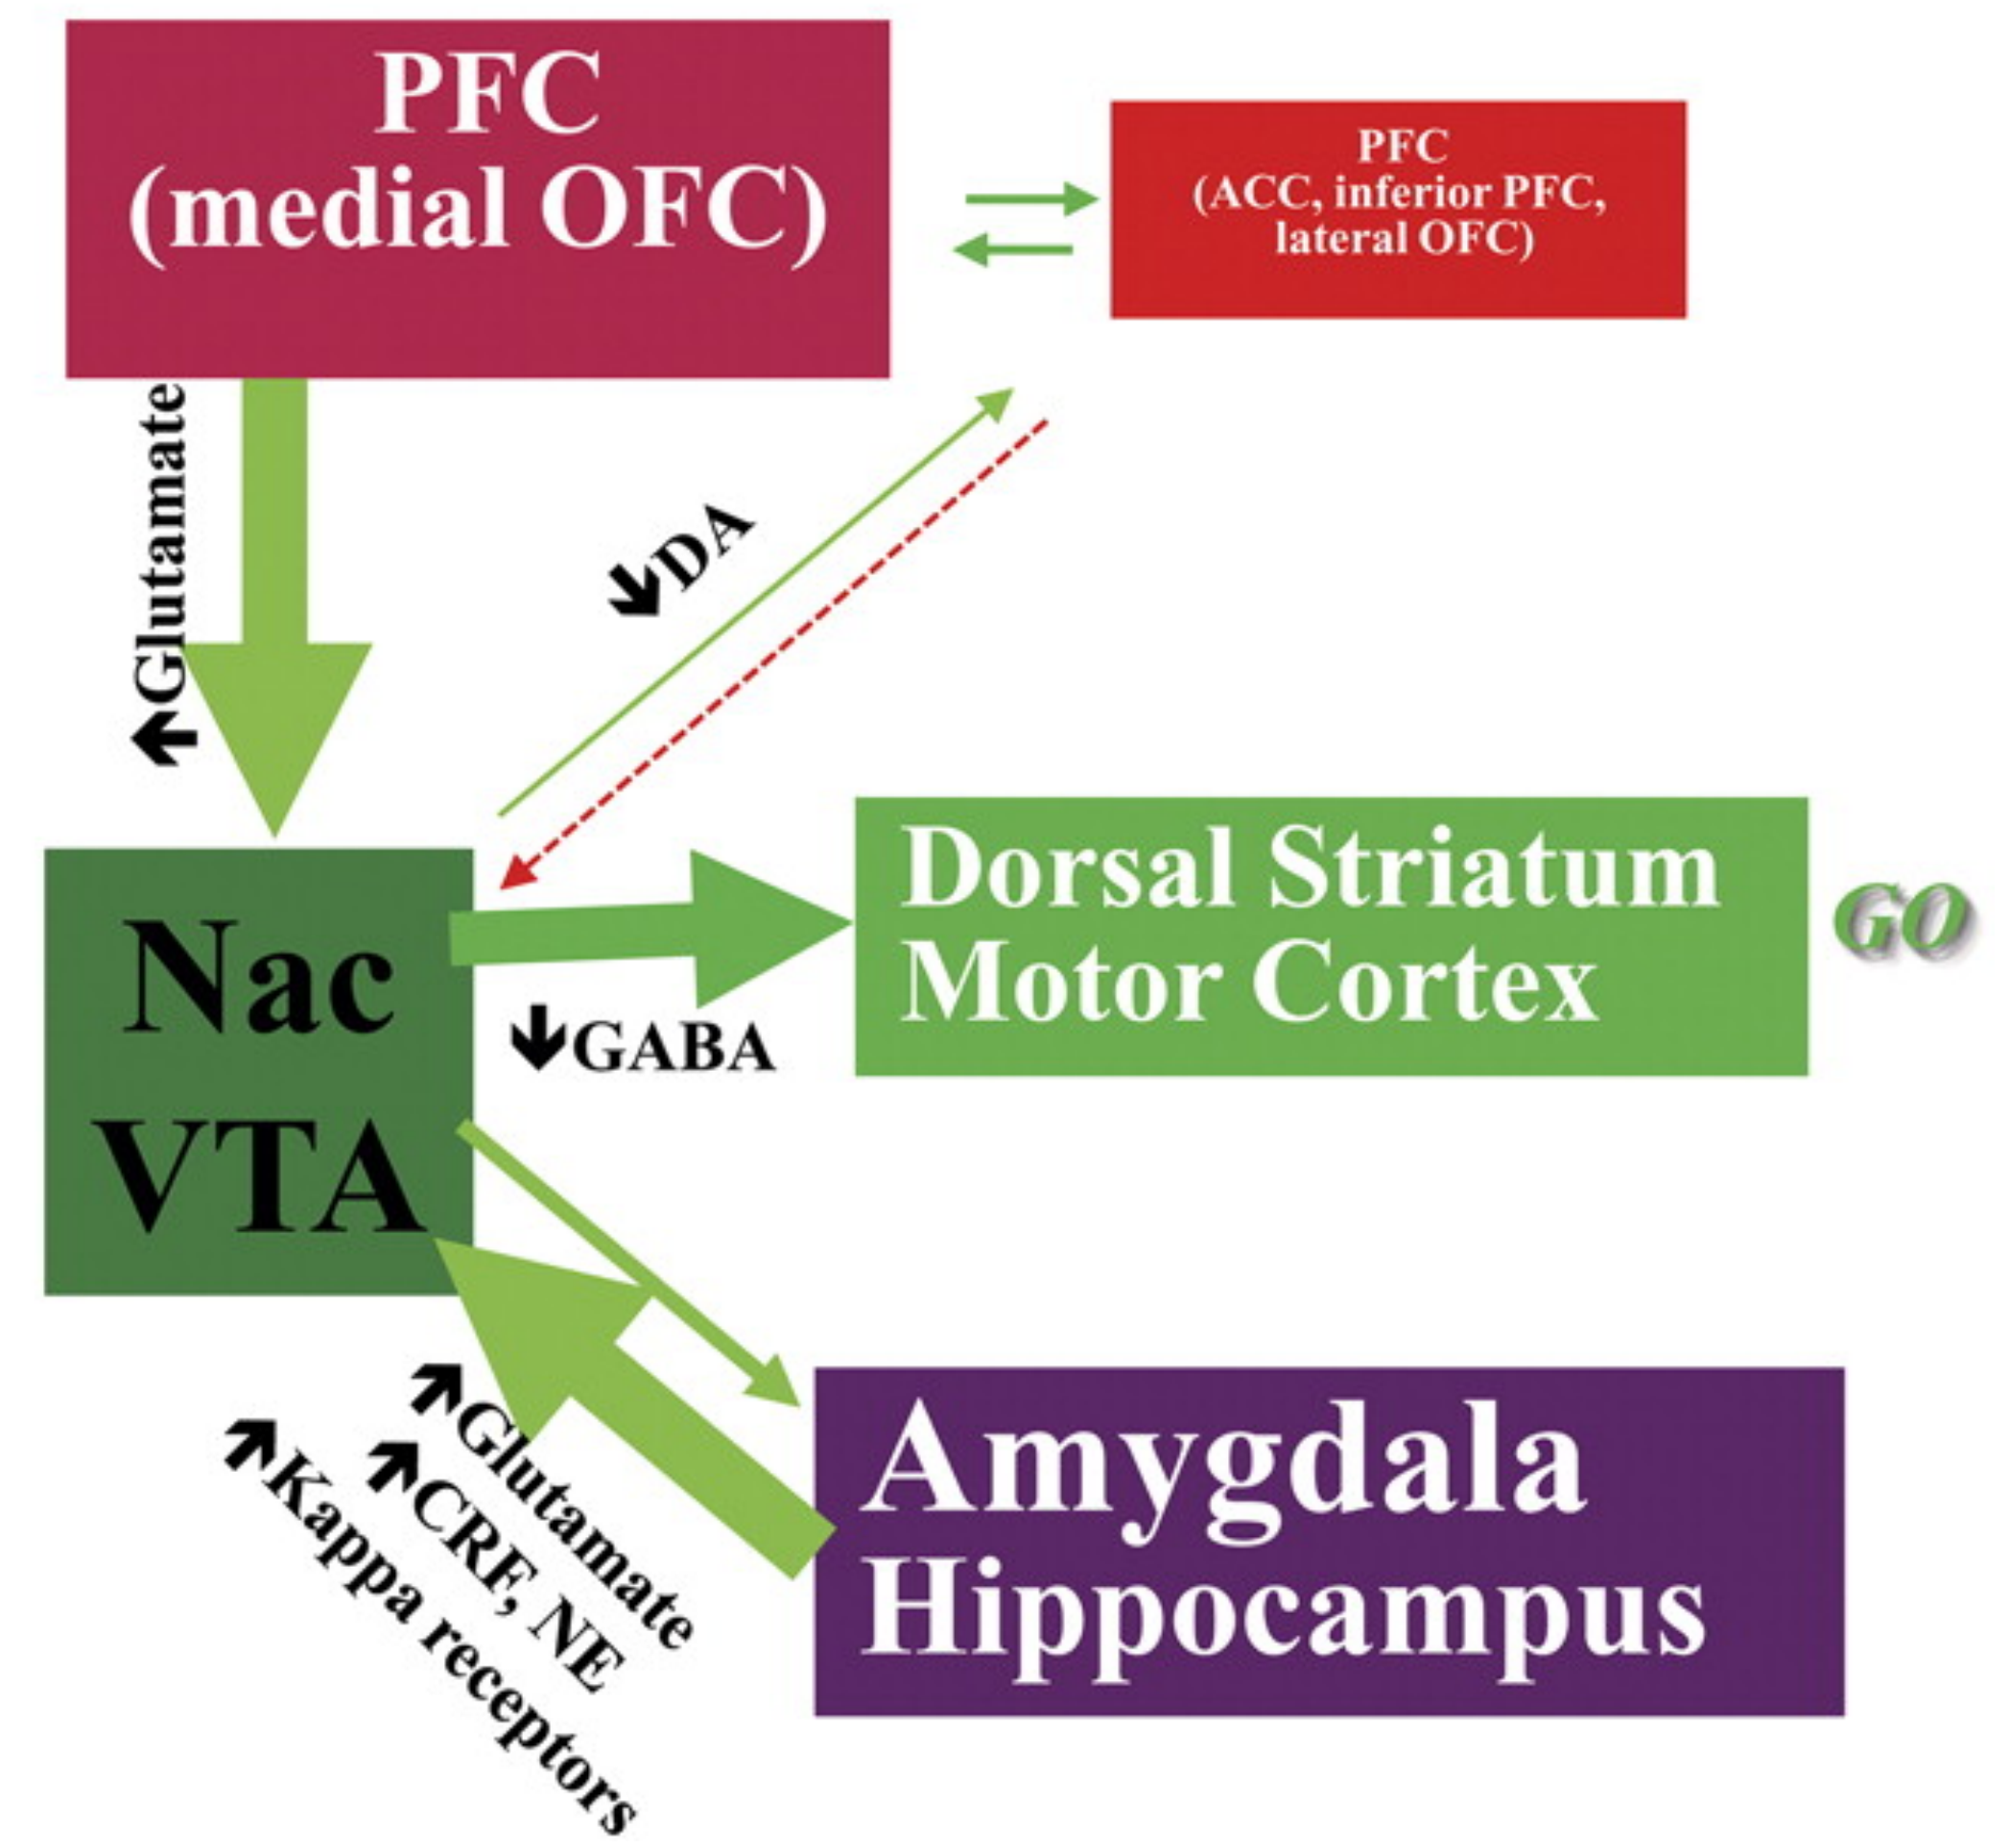 PFC
(medial OFC)
PFC
(ACC, inferior PFC,
lateral OFC)
🡹Glutamate
🡻DA
Dorsal Striatum
Motor Cortex
GO
Nac
VTA
🡻GABA
🡹Glutamate
🡹CRF, NE
🡹Kappa receptors
Amygdala
Hippocampus